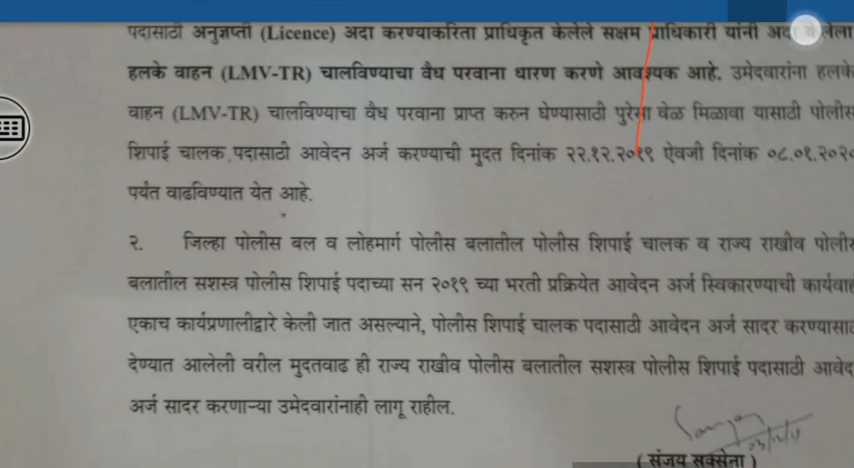 पदासाठी अनुज्ञप्ती (Licence) अदा करण्याकरिता प्राधिकृत केलेले सक्षम प्राधिकारी यांनी अदा केलेला
हलके वाहन (LMV-TR) चालविण्याचा वैध परवाना धारण करणे आवश्यक आहे. उमेदवारांना हलके
वाहन (LMV-TR) चालविण्याचा वैध परवाना प्राप्त करुन घेण्यासाठी पुरेसा वेळ मिळावा यासाठी पोलीस
शिपाई चालक पदासाठी आवेदन अर्ज करण्याची मुदत दिनांक २२.१२.२०१९ ऐवजी दिनांक ०८.०१.२०२०
पर्यंत वाढविण्यात येत आहे.
२. जिल्हा पोलीस बल व लोहमार्ग पोलीस बलातील पोलीस शिपाई चालक व राज्य राखीव पोलीस
बलातील सशस्त्र पोलीस शिपाई पदाच्या सन २०१९ च्या भरती प्रक्रियेत आवेदन अर्ज स्विकारण्याची
एकाच कार्यप्रणालीद्वारे केली जात असल्याने, पोलीस शिपाई चालक पदासाठी आवेदन अर्ज सादर
देण्यात आलेली वरील मुदतवाढ ही राज्य राखीव पोलीस बलातील सशस्त्र पोलीस शिपाई पदासाठी
अर्ज सादर करणाऱ्या उमेदवारांनाही लागू राहील.
( संजय सक्सेना )